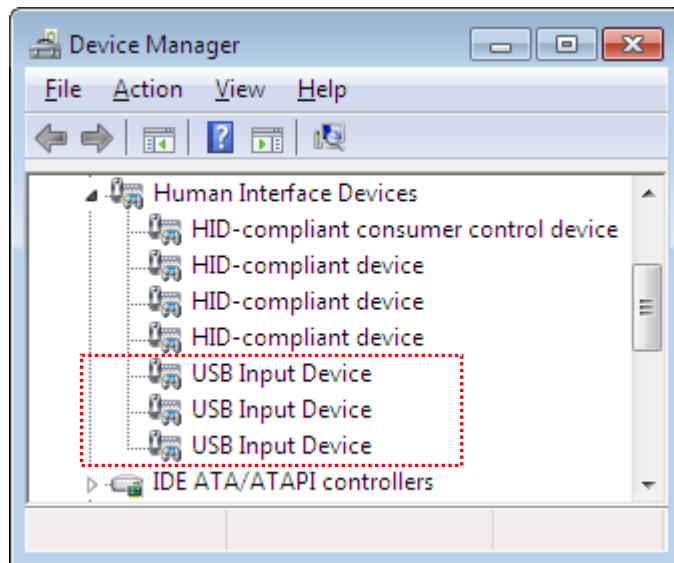 Device Manager
File Action View Help
Human Interface Devices
HID-compliant consumer control device
HID-compliant device
HID-compliant device
HID-compliant device
USB Input Device
USB Input Device
USB Input Device
IDE ATA/ATAPI controllers